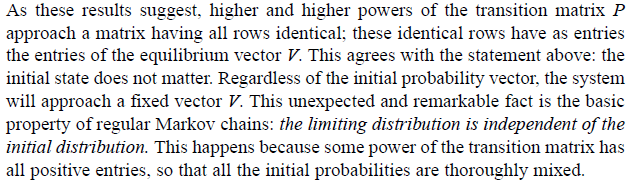 As these results suggest, higher and higher powers of the transition matrix P
approach a matrix having all rows identical; these identical rows have as entries
the entries of the equilibrium vector V. This agrees with the statement above: the
initial state does not matter. Regardless of the initial probability vector, the system
will approach a fixed vector V. This unexpected and remarkable fact is the basic
property of regular Markov chains: the limiting distribution is independent of the
initial distribution. This happens because some power of the transition matrix has
all positive entries, so that all the initial probabilities are thoroughly mixed.